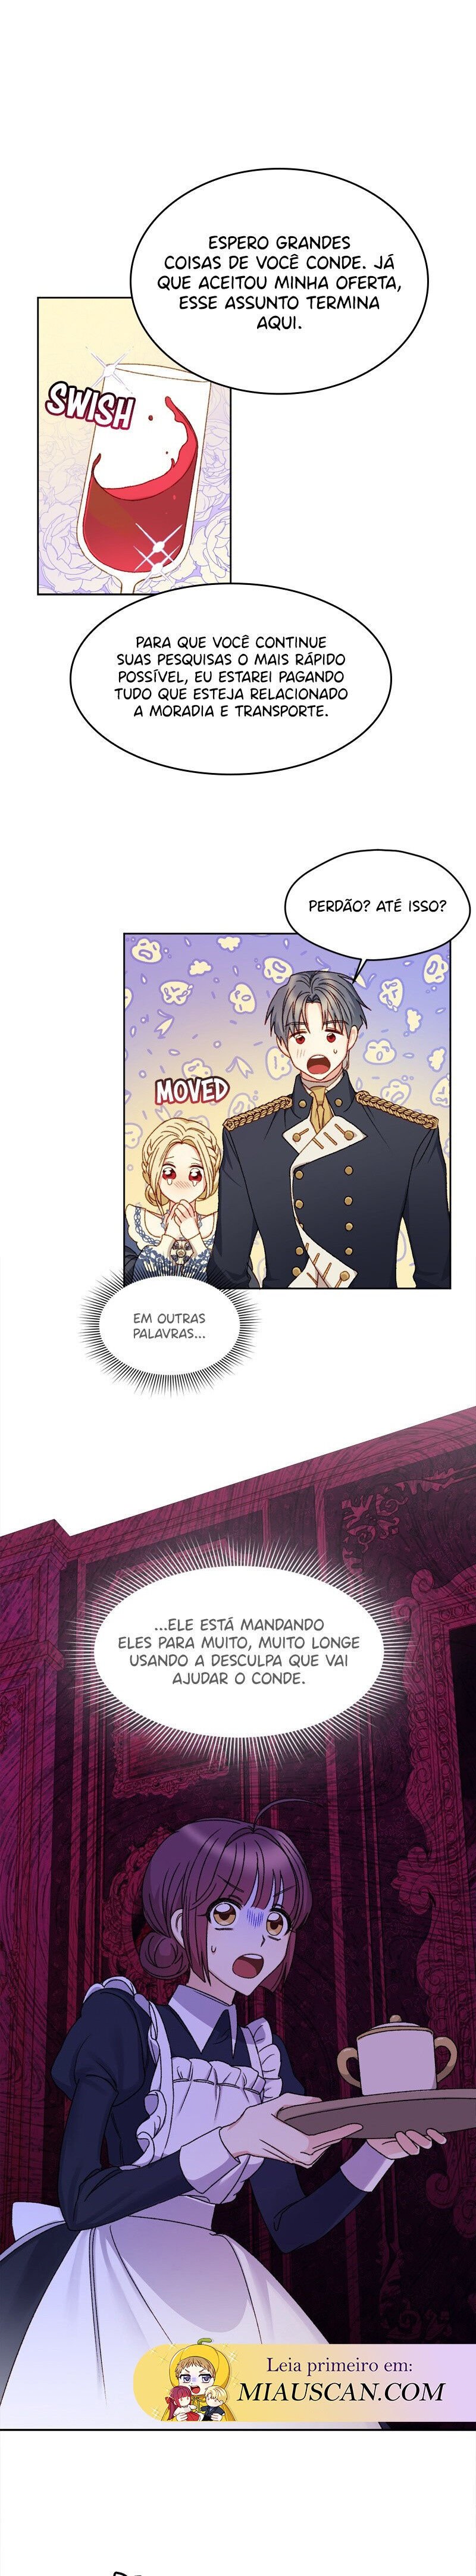 ESPERO GRANDES
COISAS DE VOCÊ CONDE. JÁ
QUE ACEITOU MINHA OFERTA,
ESSE ASSUNTO TERMINA
AQUI.
SWISH
PARA QUE VOCÊ CONTINUE
SUAS PESQUISAS O MAIS RÁPIDO
POSSÍVEL, EU ESTAREI PAGANDO
TUDO QUE ESTEJA RELACIONADO
A MORADIA E TRANSPORTE.
PERDÃO? ATÉ ISSO?
MOVED
EM OUTRAS
PALAVRAS...
...ELE ESTÁ MANDANDO
ELES PARA MUITO, MUITO LONGE
USANDO A DESCULPA QUE VAI
AJUDAR O CONDE.
Leia primeiro em:
MIAUSCAN.COM